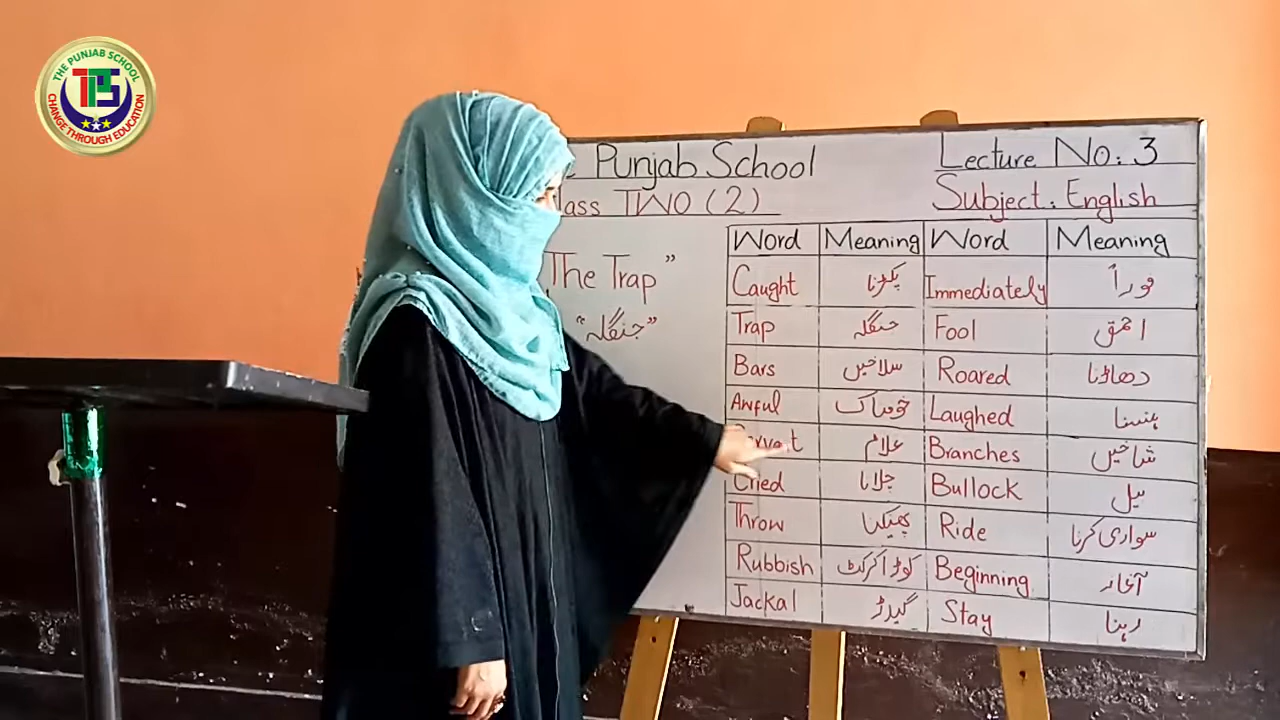 THE PUNJAB SCHOOL
TPS
CHANGE THROUGH EDUCATION
Punjab School
Lecture No: 3
Class TWO (2)
Subject: English
"The Trap"
"جنگلہ"
Word Meaning Word Meaning
Caught پکڑنا Immediately فوراً
Trap جنگلہ Fool احمق
Bars سلاخیں Roared دھاڑنا
Awful خوفناک Laughed ہنسنا
غلام Branches شاخیں
Cried چلانا Bullock بیل
Throw پھینکنا Ride سواری کرنا
Rubbish کوڑا کرکٹ Beginning آغاز
Jackal گیدڑ Stay رہنا